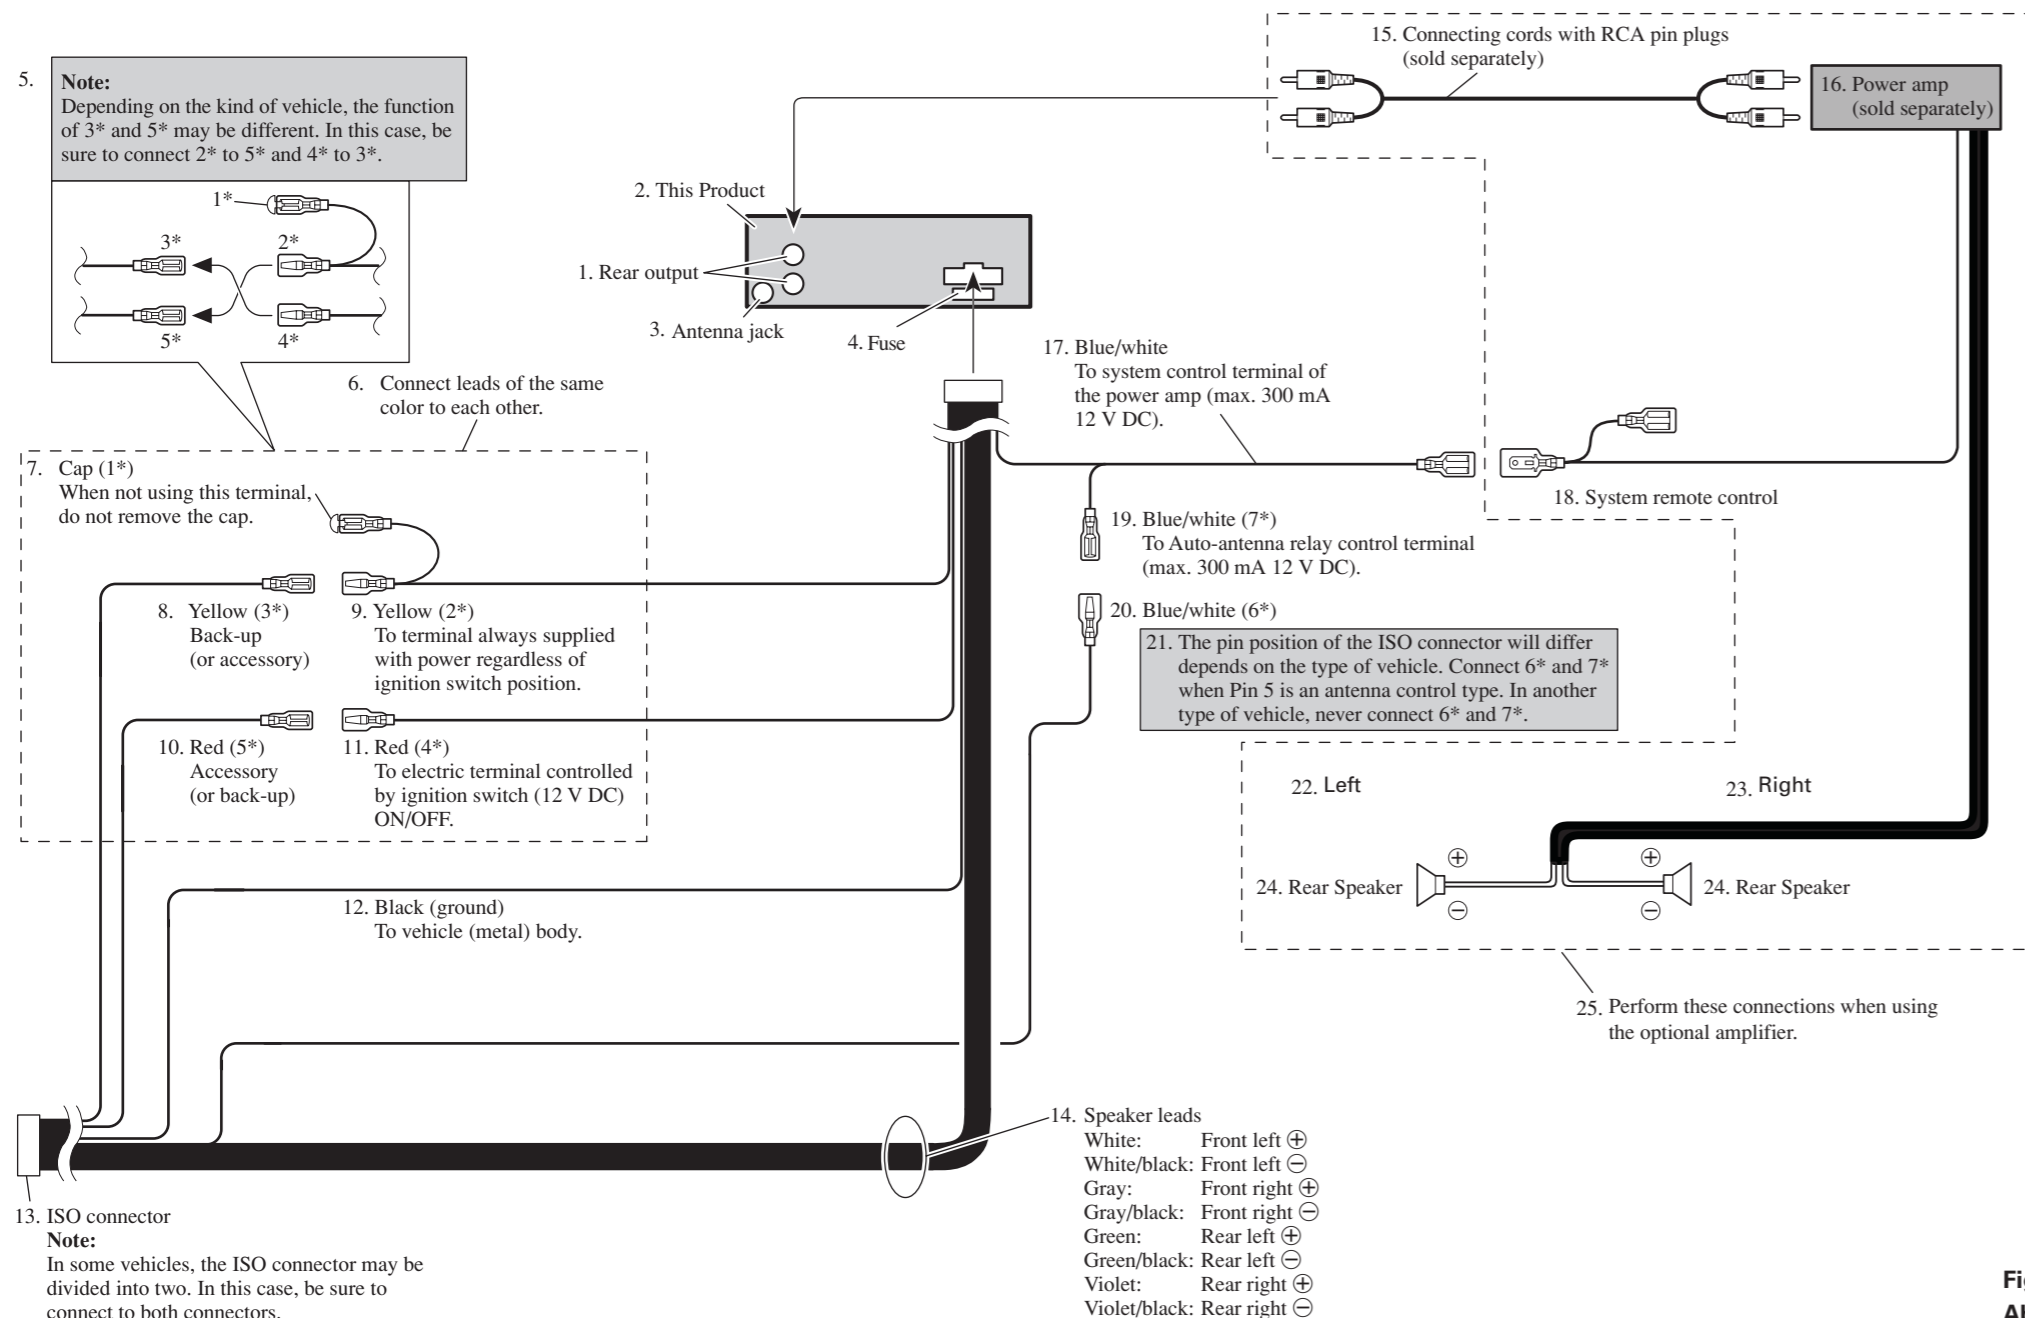 5. Note:
Depending on the kind of vehicle, the function
of 3* and 5* may be different. In this case, be
sure to connect 2* to 5* and 4* to 3*.
1*
3*
2*
5*
4*
15. Connecting cords with RCA pin plugs
(sold separately)
16. Power amp
(sold separately)
2. This Product
1. Rear output
3. Antenna jack
4. Fuse
6. Connect leads of the same
color to each other.
17. Blue/white
To system control terminal of
the power amp (max. 300 mA
12 V DC).
18. System remote control
7. Cap (1*)
When not using this terminal,
do not remove the cap.
8. Yellow (3*)
Back-up
(or accessory)
9. Yellow (2*)
To terminal always supplied
with power regardless of
ignition switch position.
10. Red (5*)
Accessory
(or back-up)
11. Red (4*)
To electric terminal controlled
by ignition switch (12 V DC)
ON/OFF.
19. Blue/white (7*)
To Auto-antenna relay control terminal
(max. 300 mA 12 V DC).
20. Blue/white (6*)
21. The pin position of the ISO connector will differ
depends on the type of vehicle. Connect 6* and 7*
when Pin 5 is an antenna control type. In another
type of vehicle, never connect 6* and 7*.
22. Left
23. Right
⊕
⊕
24. Rear Speaker
24. Rear Speaker
⊖
⊖
12. Black (ground)
To vehicle (metal) body.
25. Perform these connections when using
the optional amplifier.
14. Speaker leads
White: Front left ⊕
White/black: Front left ⊖
Gray: Front right ⊕
Gray/black: Front right ⊖
Green: Rear left ⊕
Green/black: Rear left ⊖
Violet: Rear right ⊕
Violet/black: Rear right ⊖
13. ISO connector
Note:
In some vehicles, the ISO connector may be
divided into two. In this case, be sure to
connect to both connectors.